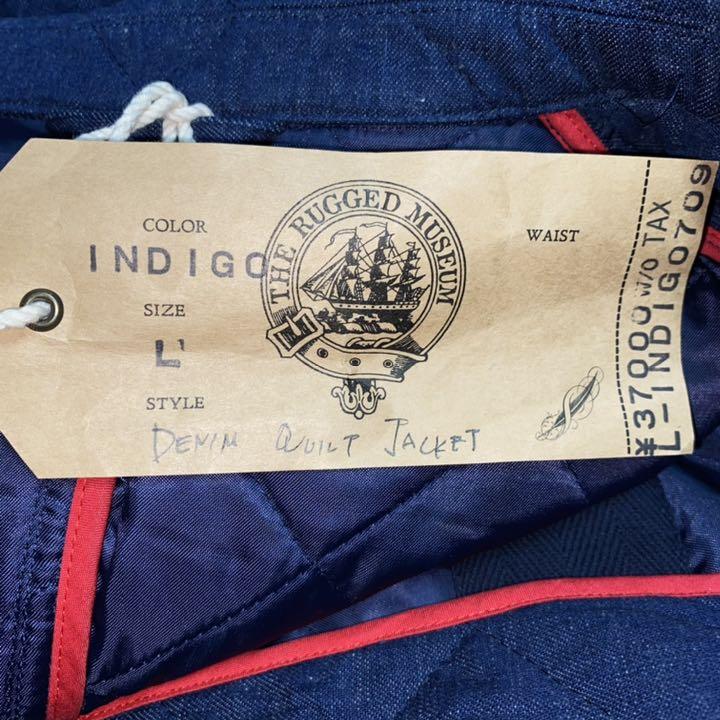 COLOR
INDIGO
SIZE
L
STYLE
DENIM QUILT JACKET
THE RUGGED MUSEUM
WAIST
¥37000 W/O TAX
L-INDIGO709